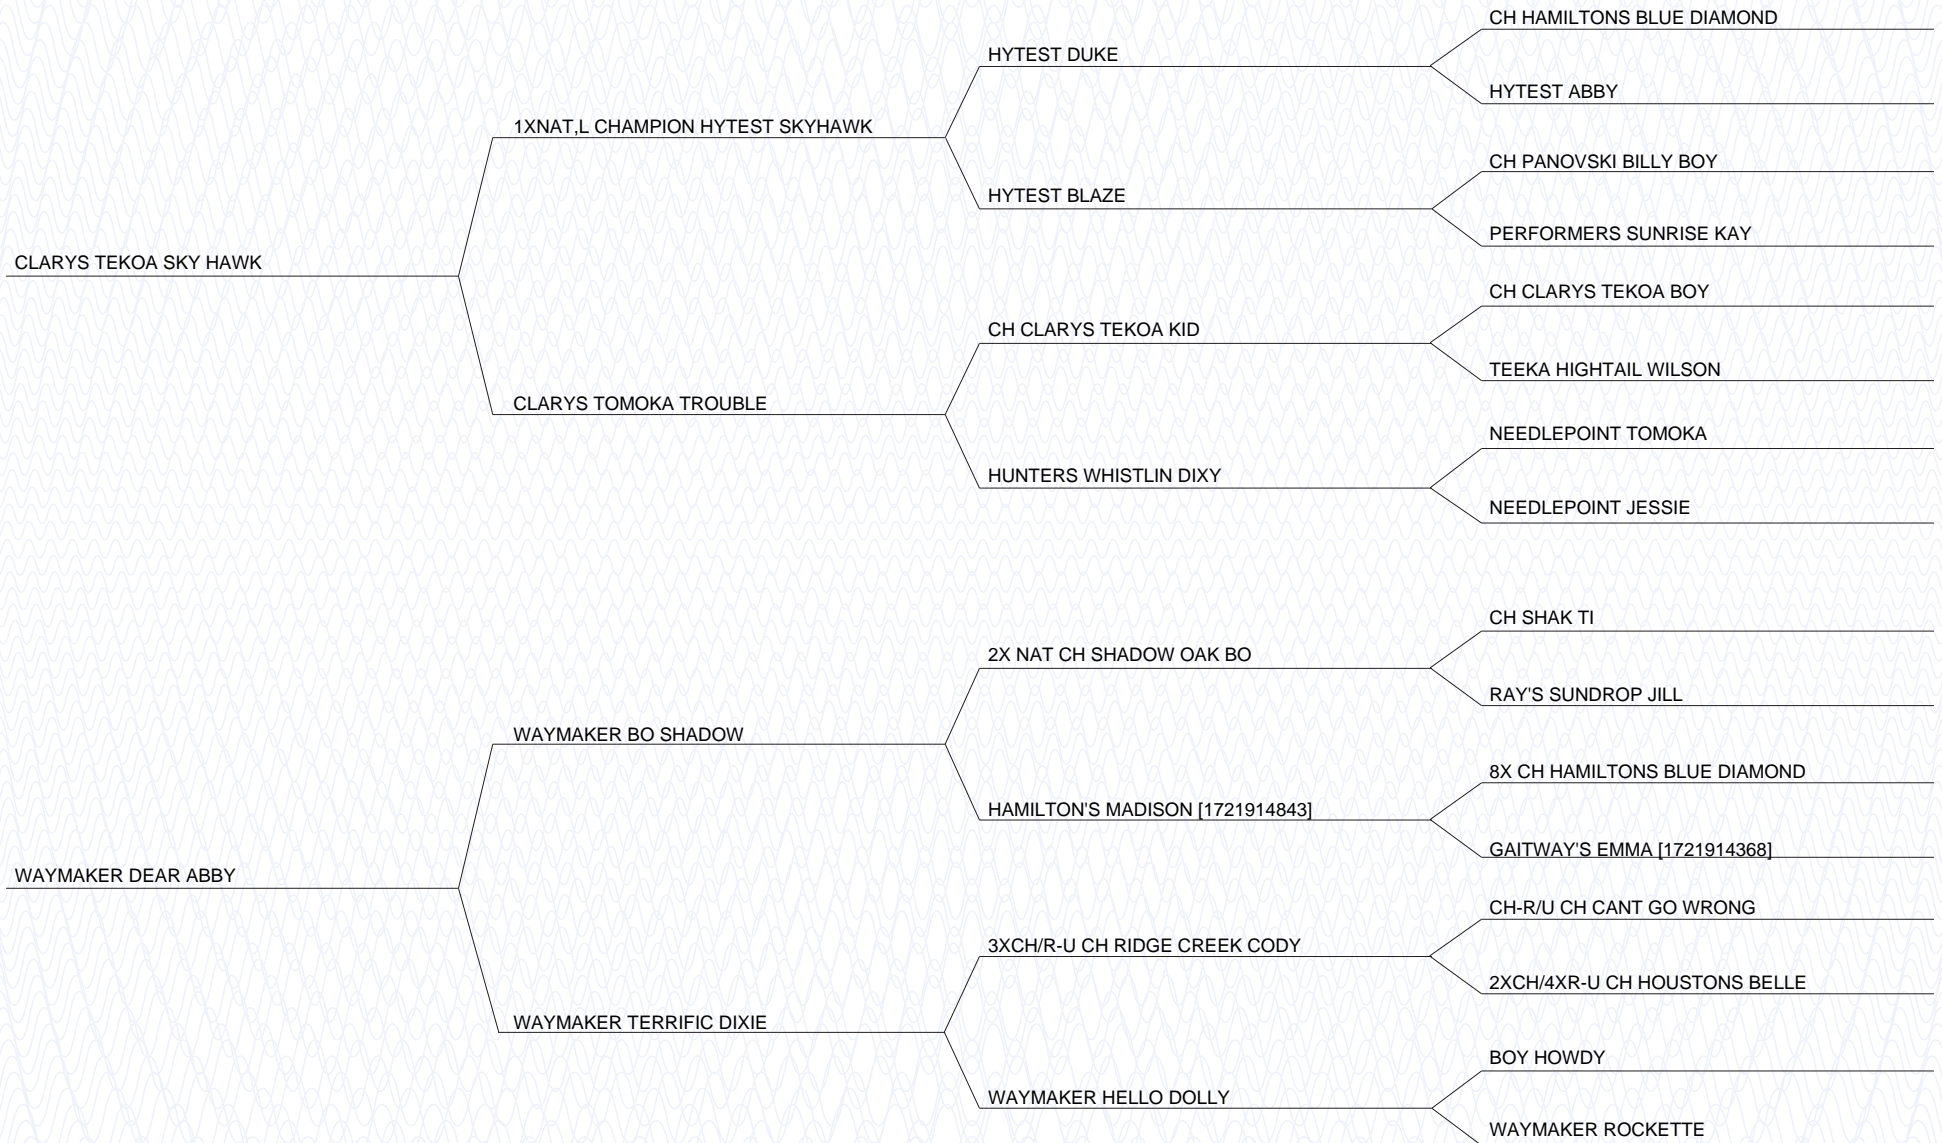 CH HAMILTONS BLUE DIAMOND
HYTEST DUKE
HYTEST ABBY
1XNAT,L CHAMPION HYTEST SKYHAWK
CH PANOVSKI BILLY BOY
HYTEST BLAZE
PERFORMERS SUNRISE KAY
CLARYS TEKOA SKY HAWK
CH CLARYS TEKOA BOY
CH CLARYS TEKOA KID
TEEKA HIGHTAIL WILSON
CLARYS TOMOKA TROUBLE
NEEDLEPOINT TOMOKA
HUNTERS WHISTLIN DIXY
NEEDLEPOINT JESSIE
CH SHAK TI
2X NAT CH SHADOW OAK BO
RAY'S SUNDROP JILL
WAYMAKER BO SHADOW
8X CH HAMILTONS BLUE DIAMOND
HAMILTON'S MADISON [1721914843]
GAITWAY'S EMMA [1721914368]
WAYMAKER DEAR ABBY
CH-R/U CH CANT GO WRONG
3XCH/R-U CH RIDGE CREEK CODY
2XCH/4XR-U CH HOUSTONS BELLE
WAYMAKER TERRIFIC DIXIE
BOY HOWDY
WAYMAKER HELLO DOLLY
WAYMAKER ROCKETTE